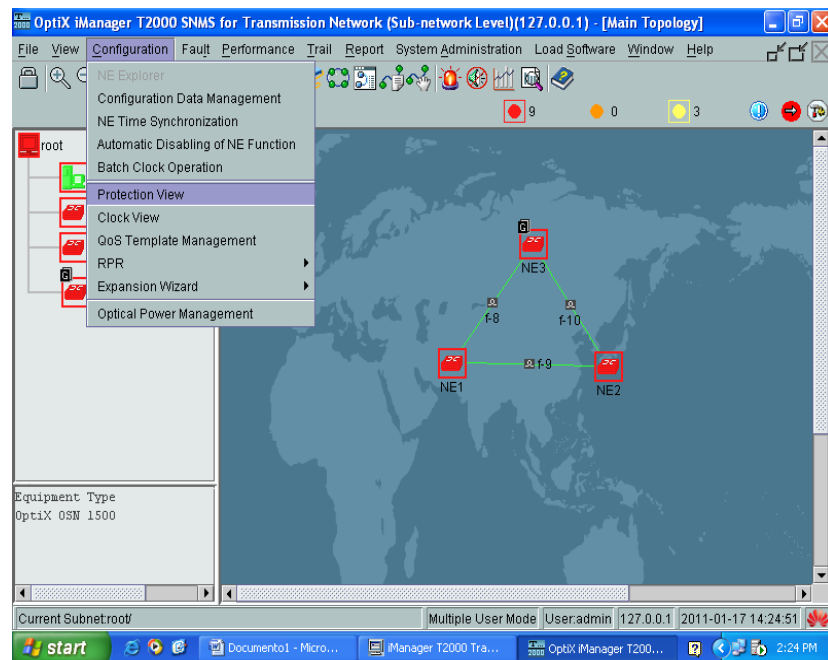 OptiX iManager T2000 SNMS for Transmission Network (Sub-network Level)(127.0.0.1) - [Main Topology]
File View Configuration Fault Performance Trail Report System Administration Load Software Window Help
NE Explorer
Configuration Data Management
NE Time Synchronization
Automatic Disabling of NE Function
Batch Clock Operation
Protection View
Clock View
QoS Template Management
RPR
Expansion Wizard
Optical Power Management
9 0 3
root
G
G
NE3
f-8
f-10
f-9
NE1
NE2
Equipment Type
OptiX OSN 1500
Current Subnet:root/ Multiple User Mode User:admin 127.0.0.1 2011-01-17 14:24:51
start Documento1 - Micro... iManager T2000 Tra... OptiX iManager T200... 2:24 PM